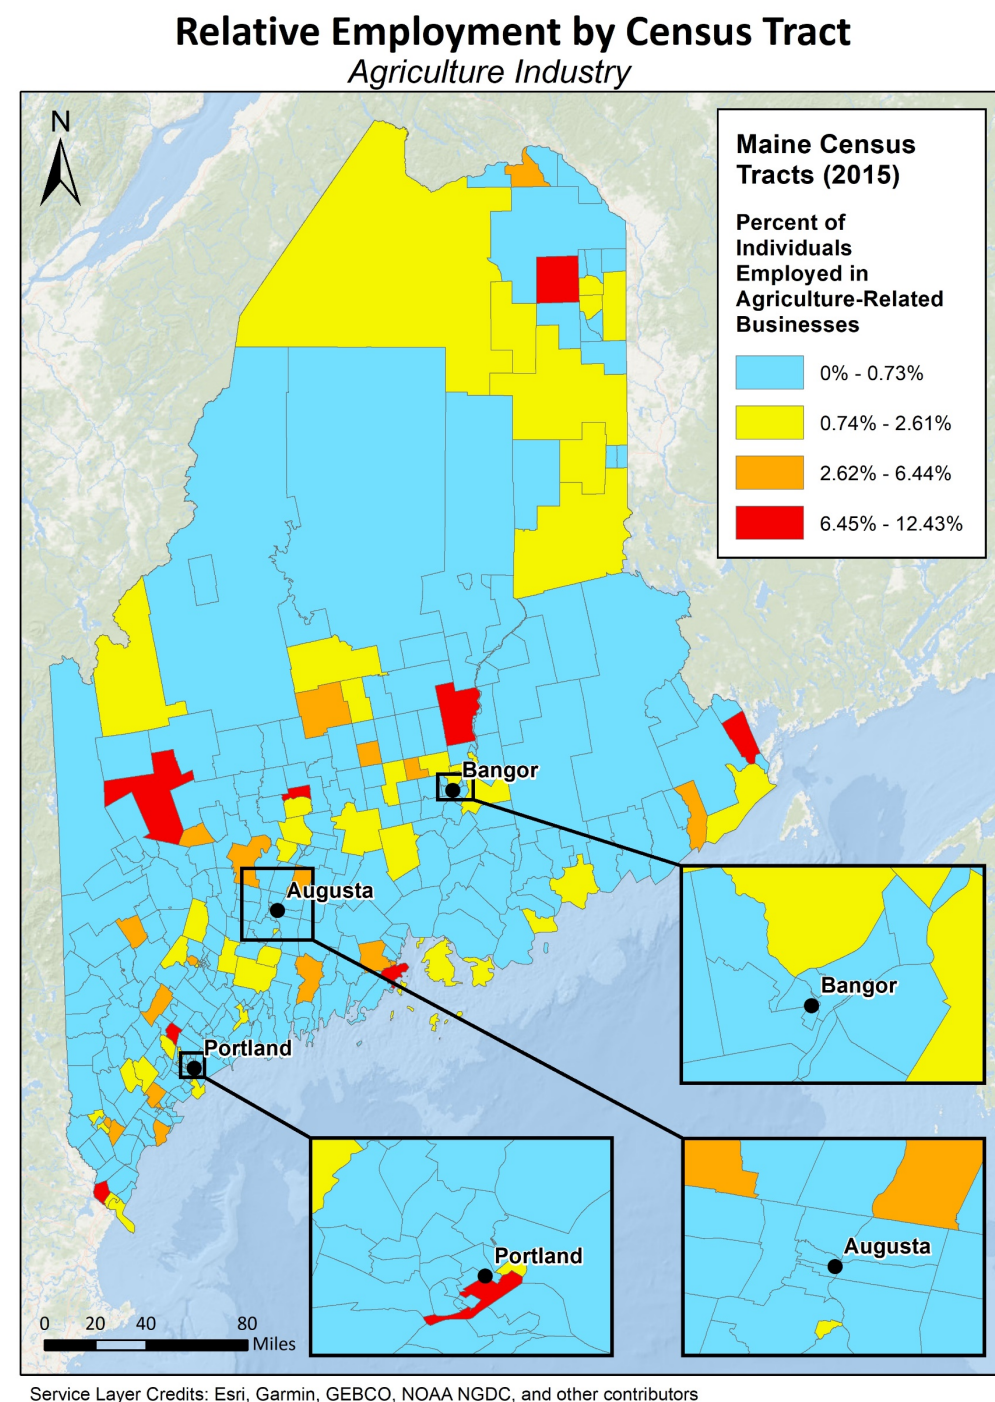 Relative Employment by Census Tract
Agriculture Industry
N
Maine Census
Tracts (2015)
Percent of
Individuals
Employed in
Agriculture-Related
Businesses
0% - 0.73%
0.74% - 2.61%
2.62% - 6.44%
6.45% - 12.43%
Bangor
Augusta
Portland
Bangor
Portland
Augusta
0 20 40 80
Miles
Service Layer Credits: Esri, Garmin, GEBCO, NOAA NGDC, and other contributors